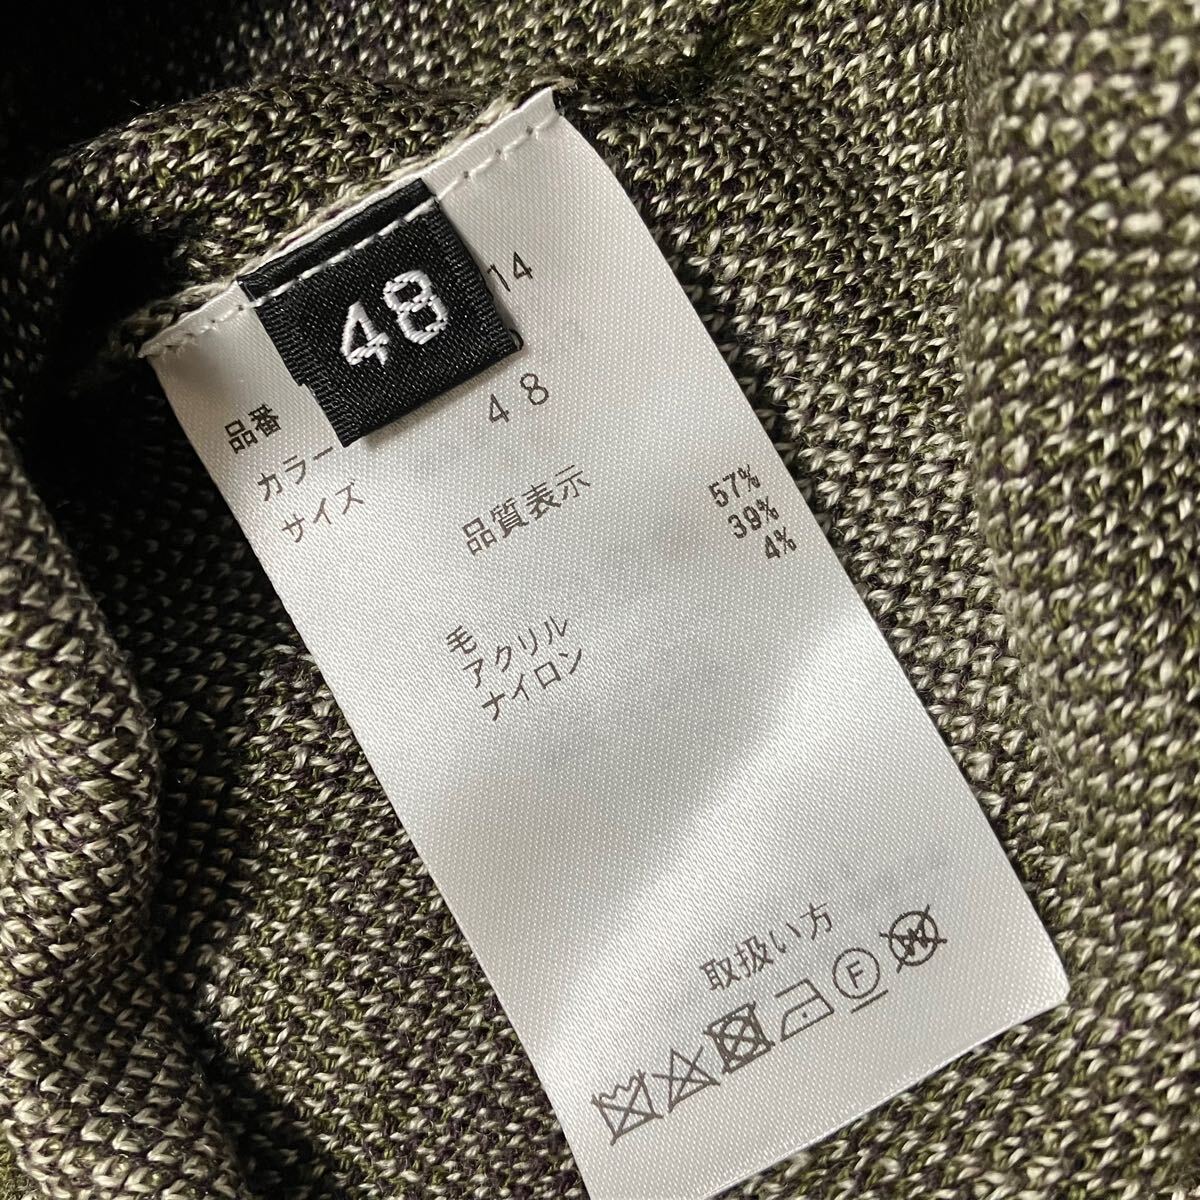 48
品番 14
カラー
サイズ 48
品質表示
毛 57%
アクリル 39%
ナイロン 4%
取扱い方
F W